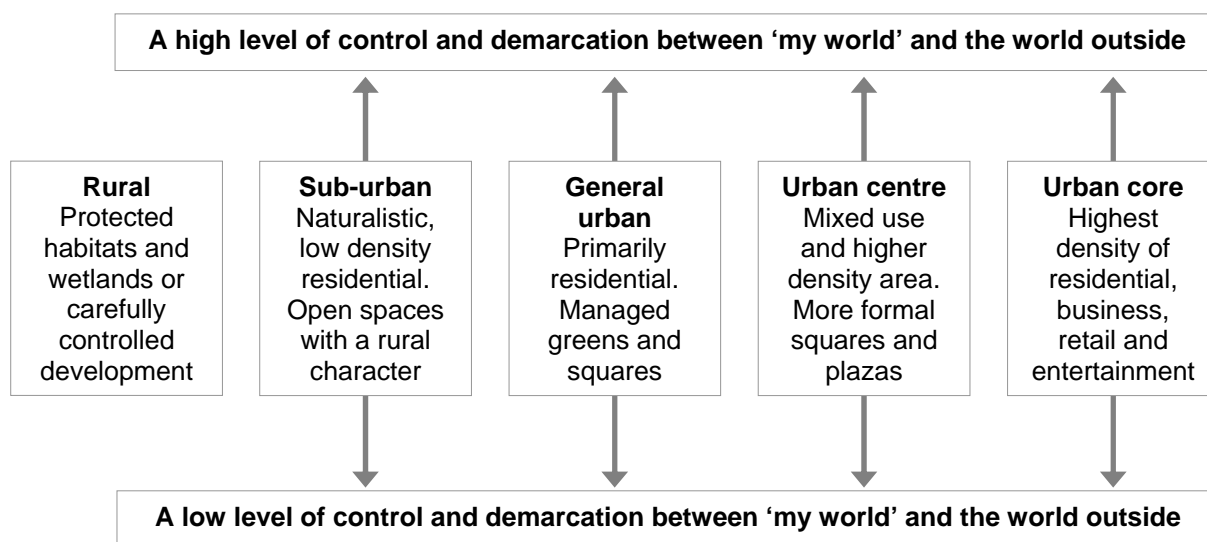 A high level of control and demarcation between ‘my world’ and the world outside
Rural
Protected
habitats and
wetlands or
carefully
controlled
development
Sub-urban
Naturalistic,
low density
residential.
Open spaces
with a rural
character
General
urban
Primarily
residential.
Managed
greens and
squares
Urban centre
Mixed use
and higher
density area.
More formal
squares and
plazas
Urban core
Highest
density of
residential,
business,
retail and
entertainment
A low level of control and demarcation between ‘my world’ and the world outside